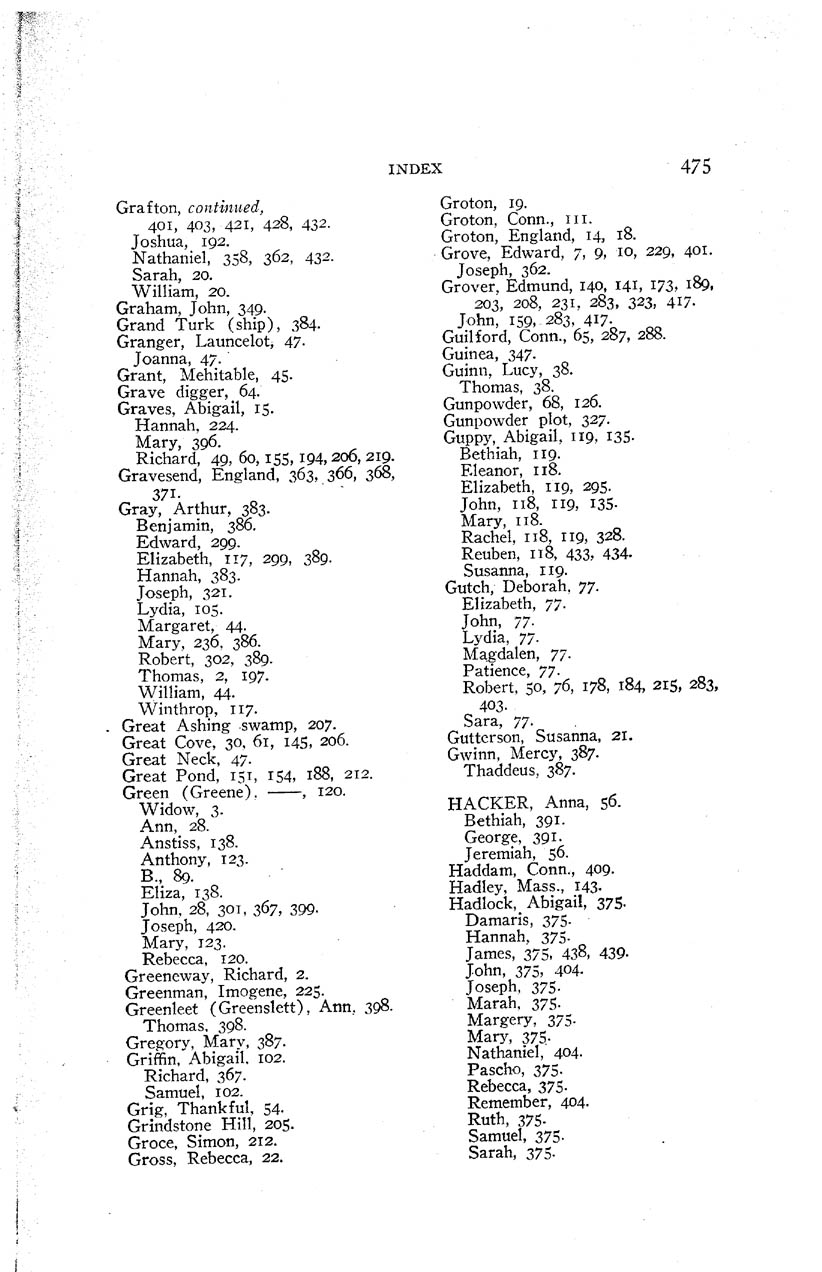 INDEX 475
Grafton, continued,
401, 403, 421, 428, 432.
Joshua, 192.
Nathaniel, 358, 362, 432.
Sarah, 20.
William, 20.
Graham, John, 349.
Grand Turk (ship), 384.
Granger, Launcelot, 47.
Joanna, 47.
Grant, Mehitable, 45.
Grave digger, 64.
Graves, Abigail, 15.
Hannah, 224.
Mary, 396.
Richard, 49, 60, 155, 194, 206, 219.
Gravesend, England, 363, 366, 368,
371.
Gray, Arthur, 383.
Benjamin, 386.
Edward, 299.
Elizabeth, 117, 299, 389.
Hannah, 383.
Joseph, 321.
Lydia, 105.
Margaret, 44.
Mary, 236, 386.
Robert, 302, 389.
Thomas, 2, 197.
William, 44.
Winthrop, 117.
Great Ashing swamp, 207.
Great Cove, 30, 61, 145, 206.
Great Neck, 47.
Great Pond, 151, 154, 188, 212.
Green (Greene), ——, 120.
Widow, 3.
Ann, 28.
Anstiss, 138.
Anthony, 123.
B., 89.
Eliza, 138.
John, 28, 301, 367, 399.
Joseph, 420.
Mary, 123.
Rebecca, 120.
Greeneway, Richard, 2.
Greenman, Imogene, 225.
Greenleet (Greenslett), Ann, 398.
Thomas, 398.
Gregory, Mary, 387.
Griffin, Abigail, 102.
Richard, 367.
Samuel, 102.
Grig, Thankful, 54.
Grindstone Hill, 205.
Groce, Simon, 212.
Gross, Rebecca, 22.
Groton, 19.
Groton, Conn., 111.
Groton, England, 14, 18.
Grove, Edward, 7, 9, 10, 229, 401.
Joseph, 362.
Grover, Edmund, 140, 141, 173, 189,
203, 208, 231, 283, 323, 417.
John, 159, 283, 417.
Guilford, Conn., 65, 287, 288.
Guinea, 347.
Guinn, Lucy, 38.
Thomas, 38.
Gunpowder, 68, 126.
Gunpowder plot, 327.
Guppy, Abigail, 119, 135.
Bethiah, 119.
Eleanor, 118.
Elizabeth, 119, 295.
John, 118, 119, 135.
Mary, 118.
Rachel, 118, 119, 328.
Reuben, 118, 433, 434.
Susanna, 119.
Gutch, Deborah, 77.
Elizabeth, 77.
John, 77.
Lydia, 77.
Magdalen, 77.
Patience, 77.
Robert, 50, 76, 178, 184, 215, 283,
403.
Sara, 77.
Gutterson, Susanna, 21.
Gwinn, Mercy, 387.
Thaddeus, 387.
HACKER, Anna, 56.
Bethiah, 391.
George, 391.
Jeremiah, 56.
Haddam, Conn., 409.
Hadley, Mass., 143.
Hadlock, Abigail, 375.
Damaris, 375.
Hannah, 375.
James, 375, 438, 439.
John, 375, 404.
Joseph, 375.
Marah, 375.
Margery, 375.
Mary, 375.
Nathaniel, 404.
Pascho, 375.
Rebecca, 375.
Remember, 404.
Ruth, 375.
Samuel, 375.
Sarah, 375.